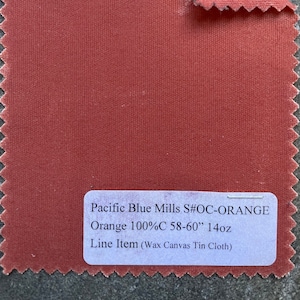 Pacific Blue Mills S#OC-ORANGE
Orange 100%C 58-60” 14oz
Line Item (Wax Canvas Tin Cloth)